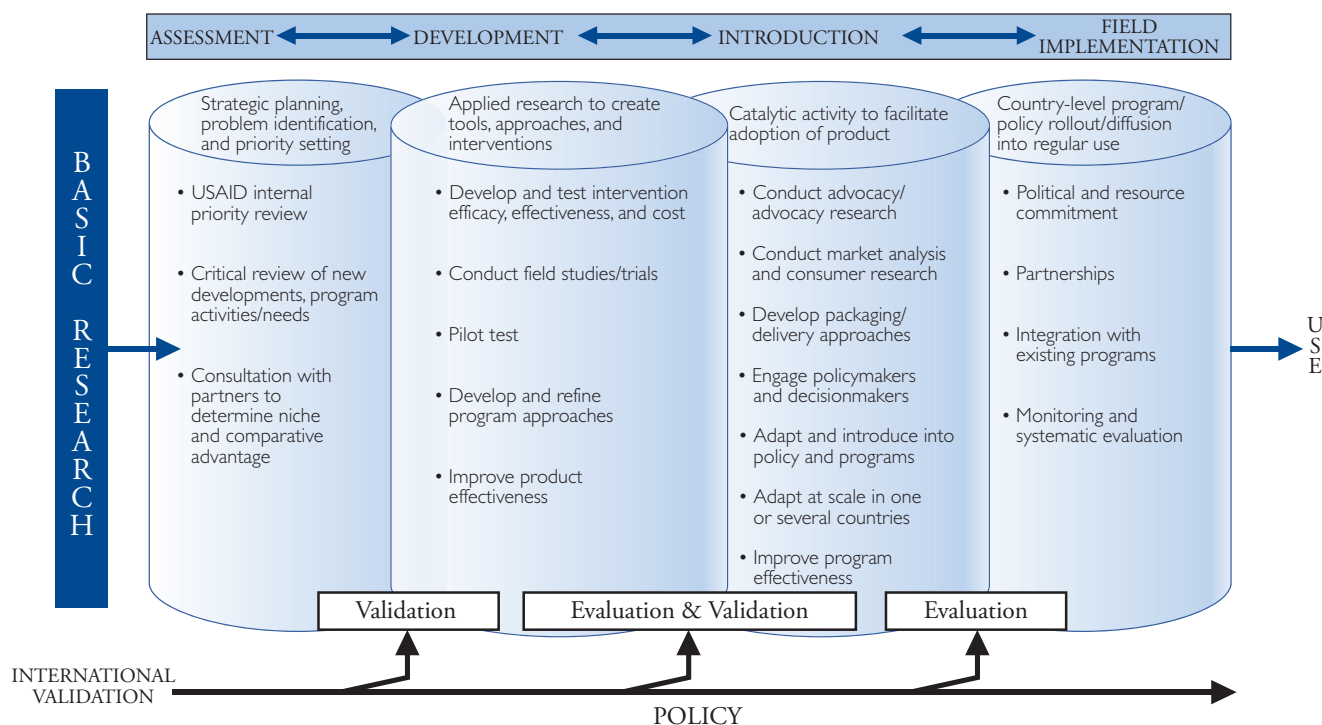 ASSESSMENT
DEVELOPMENT
INTRODUCTION
FIELD
IMPLEMENTATION
BASIC RESEARCH
Strategic planning,
problem identification,
and priority setting
• USAID internal
priority review
• Critical review of new
developments, program
activities/needs
• Consultation with
partners to
determine niche
and comparative
advantage
Applied research to create
tools, approaches, and
interventions
• Develop and test intervention
efficacy, effectiveness, and cost
• Conduct field studies/trials
• Pilot test
• Develop and refine
program approaches
• Improve product
effectiveness
Catalytic activity to facilitate
adoption of product
• Conduct advocacy/
advocacy research
• Conduct market analysis
and consumer research
• Develop packaging/
delivery approaches
• Engage policymakers
and decisionmakers
• Adapt and introduce into
policy and programs
• Adapt at scale in one
or several countries
• Improve program
effectiveness
Country-level program/
policy rollout/diffusion
into regular use
• Political and resource
commitment
• Partnerships
• Integration with
existing programs
• Monitoring and
systematic evaluation
USE
Validation
Evaluation & Validation
Evaluation
INTERNATIONAL
VALIDATION
POLICY